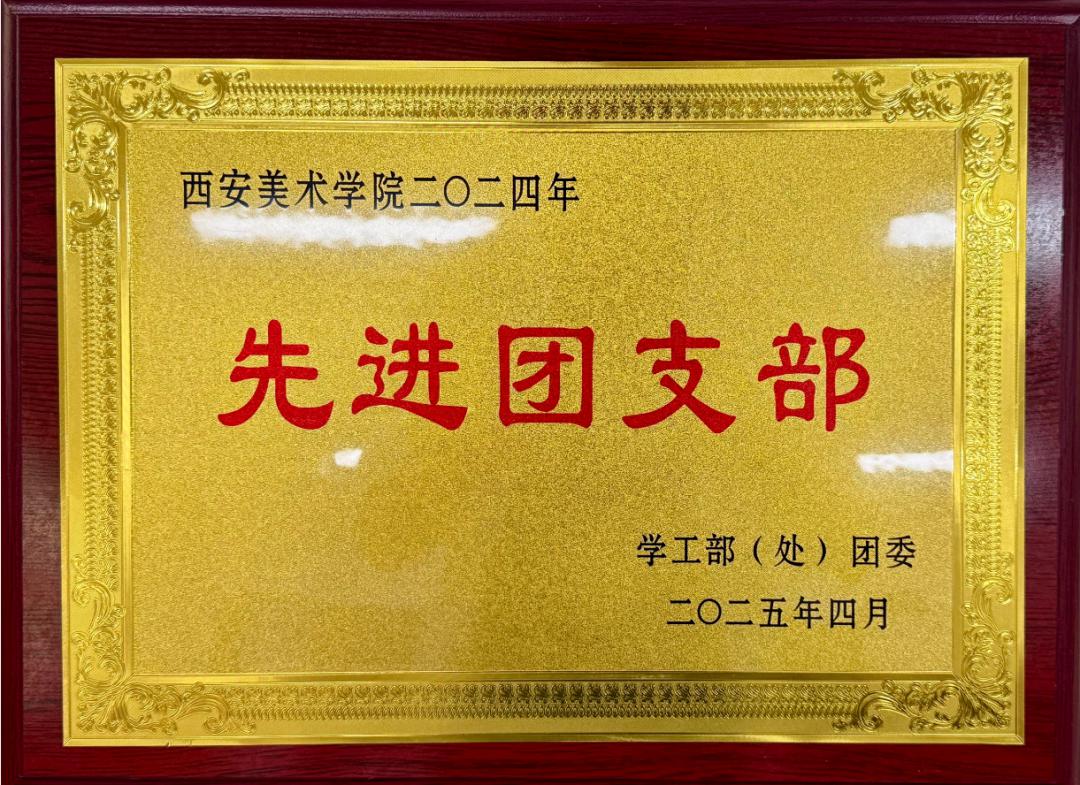 西安美术学院二〇二四年
先进团支部
学工部（处）团委
二〇二五年四月